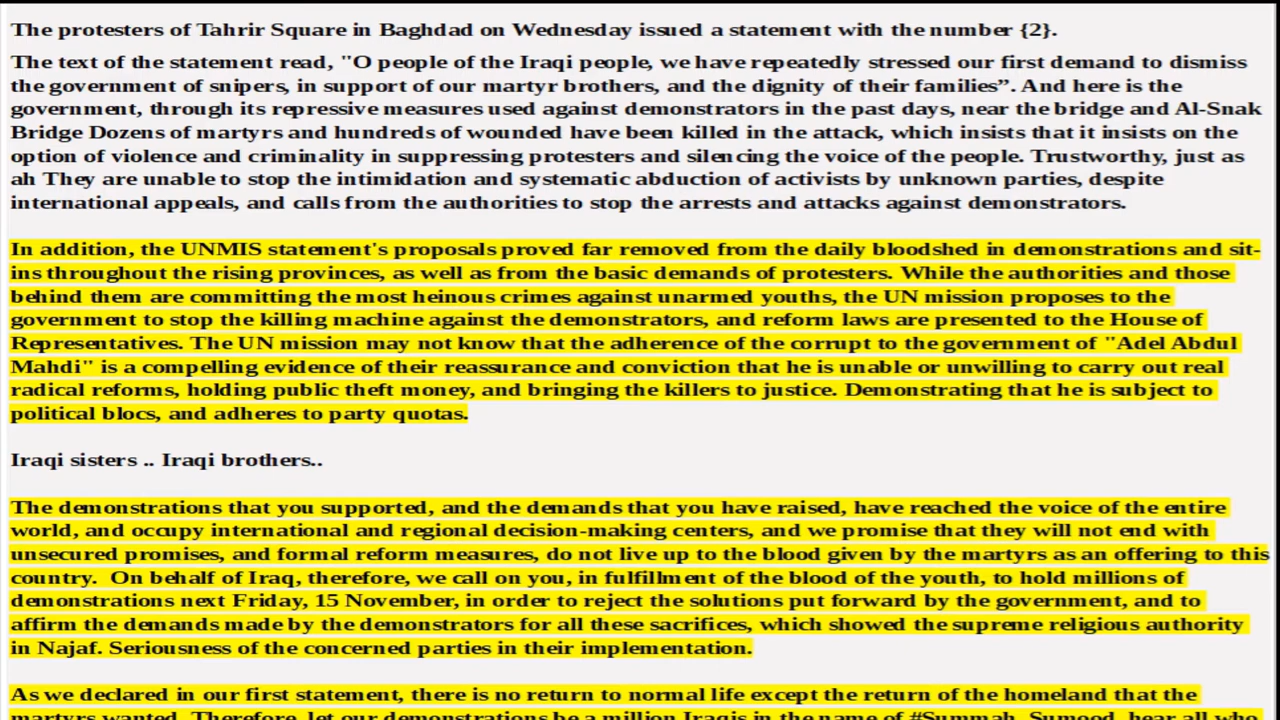 The protesters of Tahrir Square in Baghdad on Wednesday issued a statement with the number {2}.
The text of the statement read, "O people of the Iraqi people, we have repeatedly stressed our first demand to dismiss
the government of snipers, in support of our martyr brothers, and the dignity of their families”. And here is the
government, through its repressive measures used against demonstrators in the past days, near the bridge and Al-Snak
Bridge Dozens of martyrs and hundreds of wounded have been killed in the attack, which insists that it insists on the
option of violence and criminality in suppressing protesters and silencing the voice of the people. Trustworthy, just as
ah They are unable to stop the intimidation and systematic abduction of activists by unknown parties, despite
international appeals, and calls from the authorities to stop the arrests and attacks against demonstrators.
In addition, the UNMIS statement's proposals proved far removed from the daily bloodshed in demonstrations and sit-
ins throughout the rising provinces, as well as from the basic demands of protesters. While the authorities and those
behind them are committing the most heinous crimes against unarmed youths, the UN mission proposes to the
government to stop the killing machine against the demonstrators, and reform laws are presented to the House of
Representatives. The UN mission may not know that the adherence of the corrupt to the government of "Adel Abdul
Mahdi" is a compelling evidence of their reassurance and conviction that he is unable or unwilling to carry out real
radical reforms, holding public theft money, and bringing the killers to justice. Demonstrating that he is subject to
political blocs, and adheres to party quotas.
Iraqi sisters .. Iraqi brothers..
The demonstrations that you supported, and the demands that you have raised, have reached the voice of the entire
world, and occupy international and regional decision-making centers, and we promise that they will not end with
unsecured promises, and formal reform measures, do not live up to the blood given by the martyrs as an offering to this
country.  On behalf of Iraq, therefore, we call on you, in fulfillment of the blood of the youth, to hold millions of
demonstrations next Friday, 15 November, in order to reject the solutions put forward by the government, and to
affirm the demands made by the demonstrators for all these sacrifices, which showed the supreme religious authority
in Najaf. Seriousness of the concerned parties in their implementation.
As we declared in our first statement, there is no return to normal life except the return of the homeland that the
martyrs wanted. Therefore, let our demonstrations be a million Iraqis in the name of #Summah, Sumood, hear all who